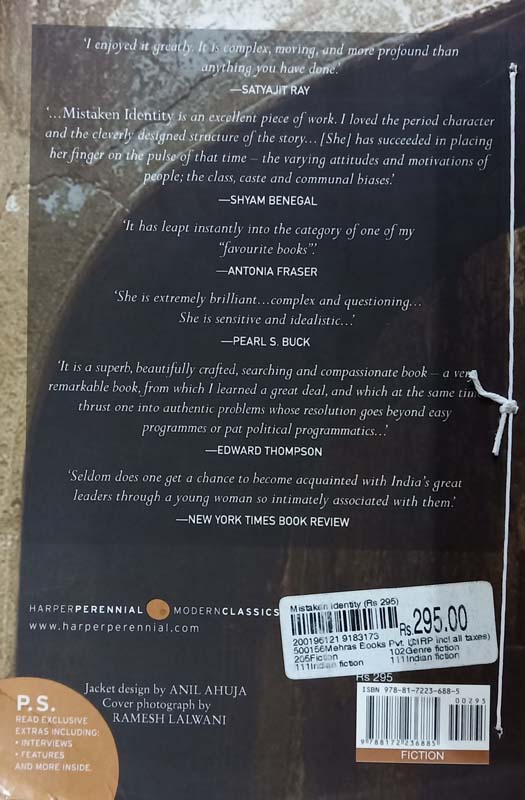 ‘I enjoyed it greatly. It is complex, moving, and more profound than
anything you have done.’
—SATYAJIT RAY
‘...Mistaken Identity is an excellent piece of work. I loved the period character
and the cleverly designed structure of the story... [She] has succeeded in placing
her finger on the pulse of that time – the varying attitudes and motivations of
people; the class, caste and communal biases.’
—SHYAM BENEGAL
‘It has leapt instantly into the category of one of my
“favourite books”.’
—ANTONIA FRASER
‘She is extremely brilliant...complex and questioning...
She is sensitive and idealistic...’
—PEARL S. BUCK
‘It is a superb, beautifully crafted, searching and compassionate book – a very
remarkable book, from which I learned a great deal, and which at the same tim
thrust one into authentic problems whose resolution goes beyond easy
programmes or pat political programmatics...’
—EDWARD THOMPSON
‘Seldom does one get a chance to become acquainted with India’s great
leaders through a young woman so intimately associated with them.’
—NEW YORK TIMES BOOK REVIEW
HARPERPERENNIAL MODERNCLASSICS
www.harperperennial.com
Mistaken Identity (Rs 295)
Rs.295.00
200196121 9183173
500156Mehras Books Pvt. incl all taxes)
205Fiction 102Genre fiction
111Indian fiction 111Indian fiction
Rs 295
ISBN 978-81-7223-688-5
00295
9 788172 236885
FICTION
Jacket design by ANIL AHUJA
Cover photograph by
RAMESH LALWANI
P.S.
READ EXCLUSIVE
EXTRAS INCLUDING:
• INTERVIEWS
• FEATURES
AND MORE INSIDE.